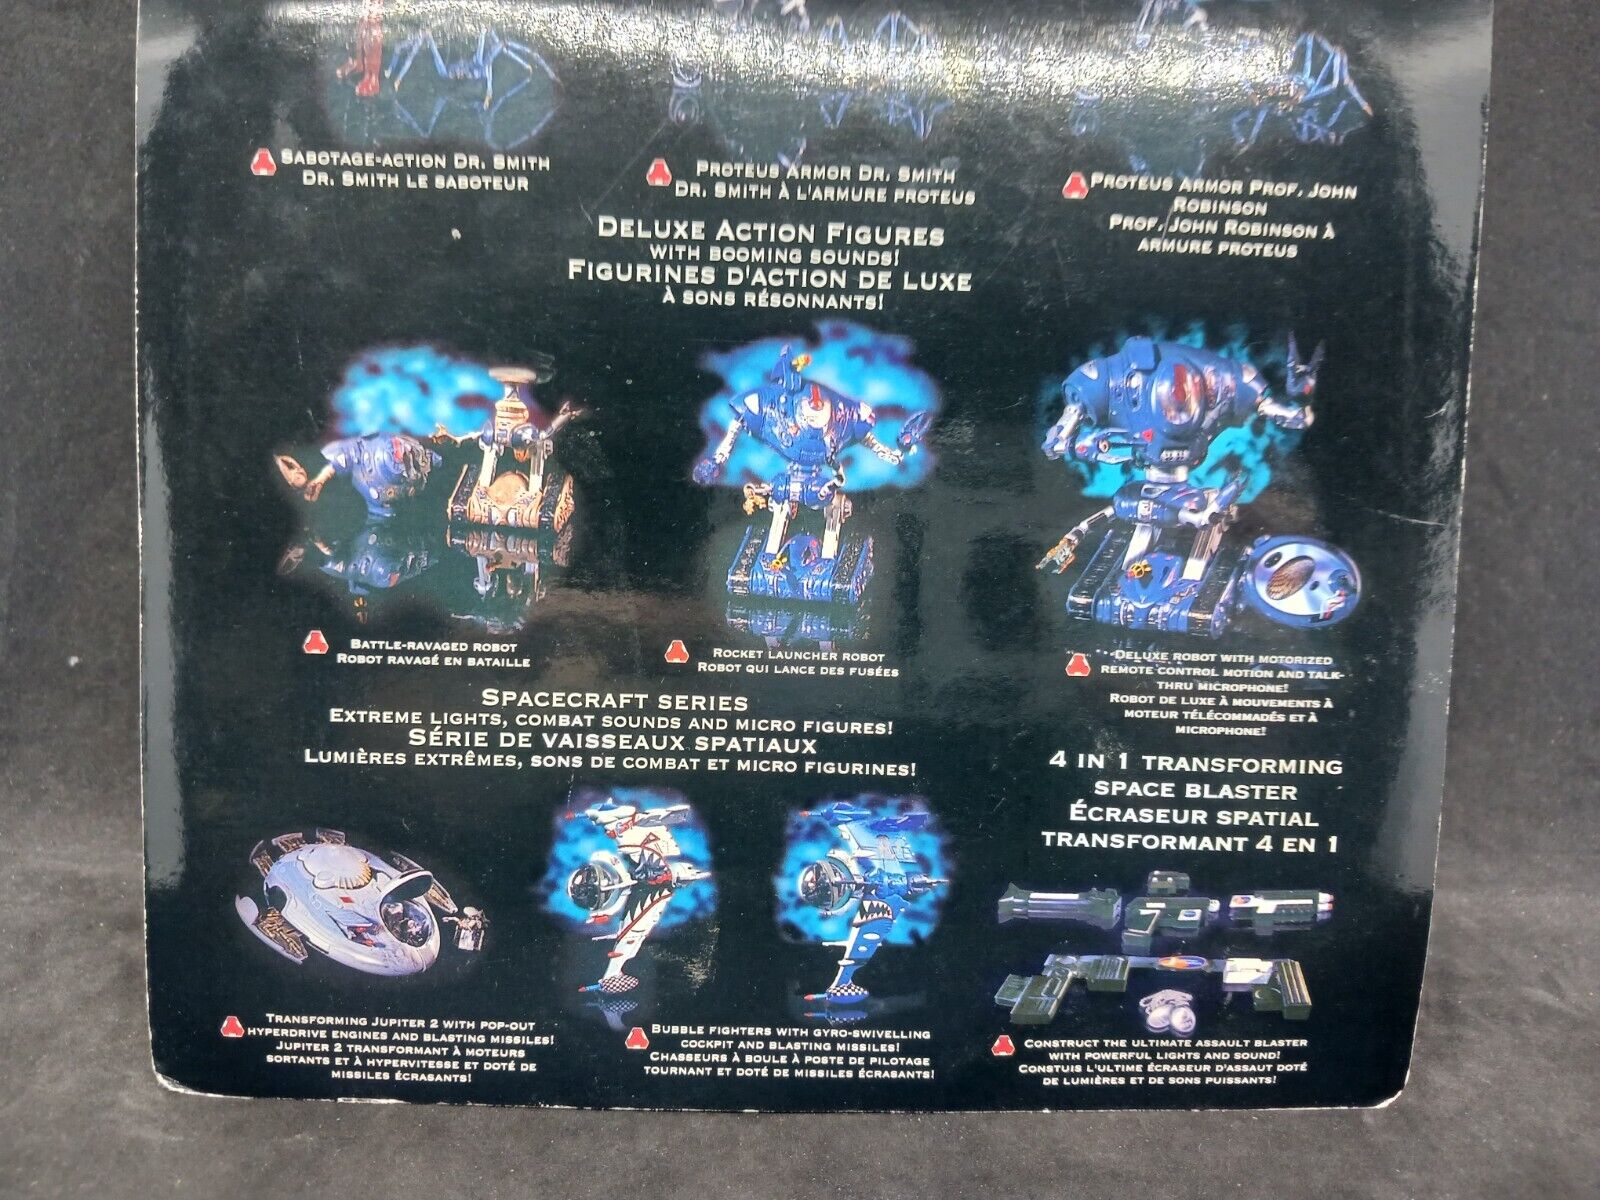 SABOTAGE-ACTION DR. SMITH
DR. SMITH LE SABOTEUR
PROTEUS ARMOR DR. SMITH
DR. SMITH À L'ARMURE PROTEUS
PROTEUS ARMOR PROF. JOHN
ROBINSON
PROF. JOHN ROBINSON À
ARMURE PROTEUS
DELUXE ACTION FIGURES
WITH BOOMING SOUNDS!
FIGURINES D'ACTION DE LUXE
À SONS RÉSONNANTS!
BATTLE-RAVAGED ROBOT
ROBOT RAVAGÉ EN BATAILLE
ROCKET LAUNCHER ROBOT
ROBOT QUI LANCE DES FUSÉES
DELUXE ROBOT WITH MOTORIZED
REMOTE CONTROL MOTION AND TALK-
THRU MICROPHONE!
ROBOT DE LUXE À MOUVEMENTS À
MOTEUR TÉLÉCOMMADÉS ET À
MICROPHONE!
SPACECRAFT SERIES
EXTREME LIGHTS, COMBAT SOUNDS AND MICRO FIGURES!
SÉRIE DE VAISSEAUX SPATIAUX
LUMIÈRES EXTRÊMES, SONS DE COMBAT ET MICRO FIGURINES!
4 IN 1 TRANSFORMING
SPACE BLASTER
ÉCRASEUR SPATIAL
TRANSFORMANT 4 EN 1
TRANSFORMING JUPITER 2 WITH POP-OUT
HYPERDRIVE ENGINES AND BLASTING MISSILES!
JUPITER 2 TRANSFORMANT À MOTEURS
SORTANTS ET À HYPERVITESSE ET DOTÉ DE
MISSILES ÉCRASANTS!
BUBBLE FIGHTERS WITH GYRO-SWIVELLING
COCKPIT AND BLASTING MISSILES!
CHASSEURS À BOULE À POSTE DE PILOTAGE
TOURNANT ET DOTÉ DE MISSILES ÉCRASANTS!
CONSTRUCT THE ULTIMATE ASSAULT BLASTER
WITH POWERFUL LIGHTS AND SOUND!
CONSTUIS L'ULTIME ÉCRASEUR D'ASSAUT DOTÉ
DE LUMIÈRES ET DE SONS PUISSANTS!